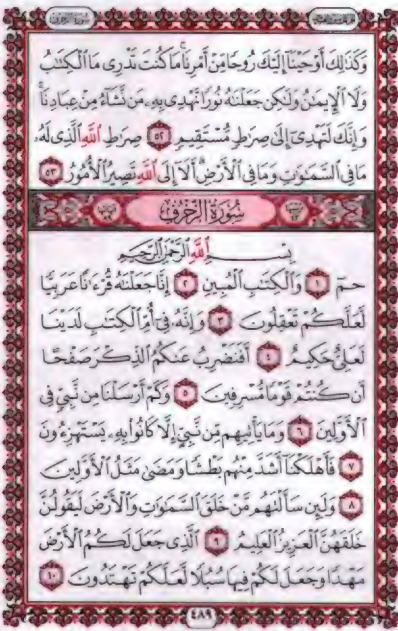 وَكَذَٰلِكَ أَوْحَيْنَآ إِلَيْكَ رُوحًا مِّنْ أَمْرِنَا مَا كُنتَ تَدْرِى مَا ٱلْكِتَٰبُ
وَلَا ٱلْإِيمَٰنُ وَلَٰكِن جَعَلْنَٰهُ نُورًا نَّهْدِى بِهِۦ مَن نَّشَآءُ مِنْ عِبَادِنَا
وَإِنَّكَ لَتَهْدِىٓ إِلَىٰ صِرَٰطٍ مُّسْتَقِيمٍ ٥٢ صِرَٰطِ ٱللَّهِ ٱلَّذِى لَهُۥ
مَا فِى ٱلسَّمَٰوَٰتِ وَمَا فِى ٱلْأَرْضِ أَلَآ إِلَى ٱللَّهِ تَصِيرُ ٱلْأُمُورُ ٥٣
سُورَةُ الزُّخْرُفِ
بِسْمِ ٱللَّهِ ٱلرَّحْمَٰنِ ٱلرَّحِيمِ
حمٓ ١ وَٱلْكِتَٰبِ ٱلْمُبِينِ ٢ إِنَّا جَعَلْنَٰهُ قُرْءَٰنًا عَرَبِيًّا
لَّعَلَّكُمْ تَعْقِلُونَ ٣ وَإِنَّهُۥ فِىٓ أُمِّ ٱلْكِتَٰبِ لَدَيْنَا
لَعَلِىٌّ حَكِيمٌ ٤ أَفَنَضْرِبُ عَنكُمُ ٱلذِّكْرَ صَفْحًا
أَن كُنتُمْ قَوْمًا مُّسْرِفِينَ ٥ وَكَمْ أَرْسَلْنَا مِن نَّبِىٍّ فِى
ٱلْأَوَّلِينَ ٦ وَمَا يَأْتِيهِم مِّن نَّبِىٍّ إِلَّا كَانُوا۟ بِهِۦ يَسْتَهْزِءُونَ
٧ فَأَهْلَكْنَآ أَشَدَّ مِنْهُم بَطْشًا وَمَضَىٰ مَثَلُ ٱلْأَوَّلِينَ
٨ وَلَئِن سَأَلْتَهُم مَّنْ خَلَقَ ٱلسَّمَٰوَٰتِ وَٱلْأَرْضَ لَيَقُولُنَّ
خَلَقَهُنَّ ٱلْعَزِيزُ ٱلْعَلِيمُ ٩ ٱلَّذِى جَعَلَ لَكُمُ ٱلْأَرْضَ
مَهْدًا وَجَعَلَ لَكُمْ فِيهَا سُبُلًا لَّعَلَّكُمْ تَهْتَدُونَ ١٠
٤٨٩